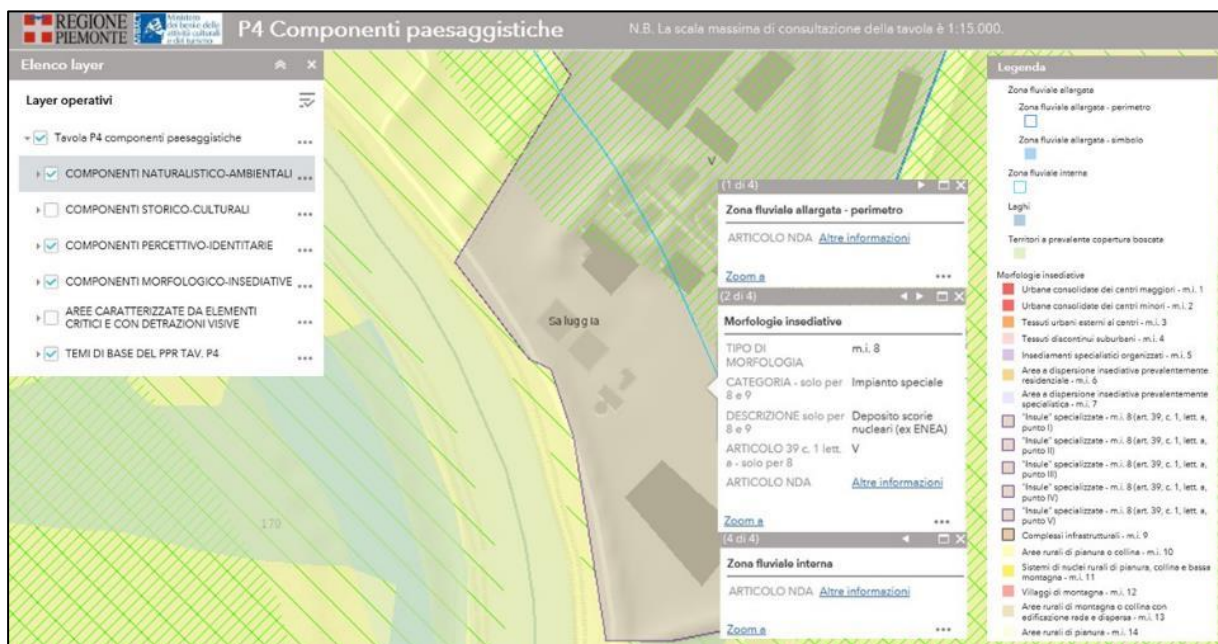 REGIONE
PIEMONTE
Ministero
dei beni e delle
attività culturali
e del turismo
P4 Componenti paesaggistiche
N.B. La scala massima di consultazione della tavola è 1:15.000.
Elenco layer
Layer operativi
Tavola P4 componenti paesaggistiche
COMPONENTI NATURALISTICO-AMBIENTALI
COMPONENTI STORICO-CULTURALI
COMPONENTI PERCETTIVO-IDENTITARIE
COMPONENTI MORFOLOGICO-INSEDIATIVE
AREE CARATTERIZZATE DA ELEMENTI
CRITICI E CON DETRAZIONI VISIVE
TEMI DI BASE DEL PPR TAV. P4
170
Saluggia
V
(1 di 4)
Zona fluviale allargata - perimetro
ARTICOLO NDA Altre informazioni
Zoom a
(2 di 4)
Morfologie insediative
TIPO DI
MORFOLOGIA
m.i. 8
CATEGORIA - solo per
8 e 9
Impianto speciale
DESCRIZIONE solo per
8 e 9
Deposito scorie
nucleari (ex ENEA)
ARTICOLO 39 c. 1 lett.
a - solo per 8
V
ARTICOLO NDA Altre informazioni
Zoom a
(4 di 4)
Zona fluviale interna
ARTICOLO NDA Altre informazioni
Zoom a
Legenda
Zona fluviale allargata
Zona fluviale allargata - perimetro
Zona fluviale allargata - simbolo
Zona fluviale interna
Laghi
Territori a prevalente copertura boscata
Morfologie insediative
Urbane consolidate dei centri maggiori - m.i. 1
Urbane consolidate dei centri minori - m.i. 2
Tessuti urbani esterni ai centri - m.i. 3
Tessuti discontinui suburbani - m.i. 4
Insediamenti specialistici organizzati - m.i. 5
Area a dispersione insediativa prevalentemente
residenziale - m.i. 6
Area a dispersione insediativa prevalentemente
specialistica - m.i. 7
"Insule" specializzate - m.i. 8 (art. 39, c. 1, lett. a,
punto I)
"Insule" specializzate - m.i. 8 (art. 39, c. 1, lett. a,
punto II)
"Insule" specializzate - m.i. 8 (art. 39, c. 1, lett. a,
punto III)
"Insule" specializzate - m.i. 8 (art. 39, c. 1, lett. a,
punto IV)
"Insule" specializzate - m.i. 8 (art. 39, c. 1, lett. a,
punto V)
Complessi infrastrutturali - m.i. 9
Aree rurali di pianura o collina - m.i. 10
Sistemi di nuclei rurali di pianura, collina e bassa
montagna - m.i. 11
Villaggi di montagna - m.i. 12
Aree rurali di montagna o collina con
edificazione rada e dispersa - m.i. 13
Aree rurali di pianura - m.i. 14